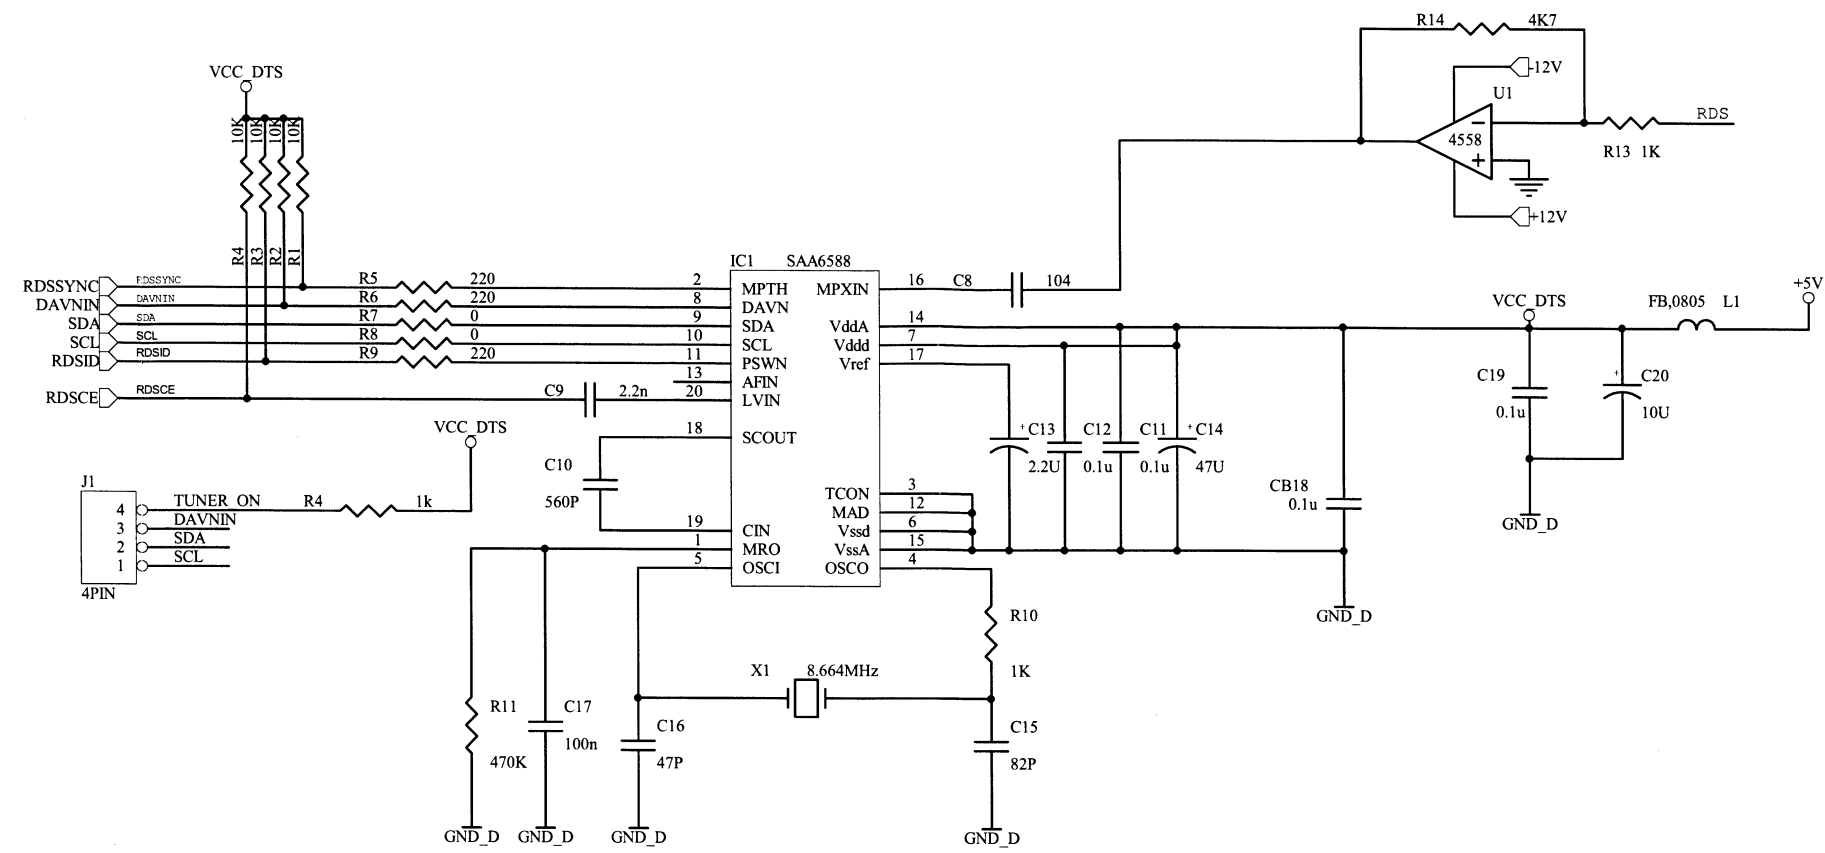 R14 4K7
-12V
U1
4558
RDS
R13 1K
+12V
VCC_DTS
10K 10K 10K 10K
R4 R3 R2 R1
RDSSYNC RDSSYNC R5 220
DAVNIN DAVNIN R6 220
SDA SDA R7 0
SCL SCL R8 0
RDSID RDSID R9 220
RDSCE RDSCE C9 2.2n
IC1 SAA6588
2 MPTH MPXIN 16 C8 104
8 DAVN
9 SDA VddA 14
10 SCL Vddd 7
11 PSWN Vref 17
13 AFIN
20 LVIN
18 SCOUT
TCON 3
MAD 12
19 CIN Vssd 6
1 MRO VssA 15
5 OSCI OSCO 4
VCC_DTS FB,0805 L1 +5V
C19 0.1u
+ C20 10U
GND_D
+ C13 2.2U
C12 0.1u
C11 0.1u
+ C14 47U
CB18 0.1u
GND_D
C10
560P
VCC_DTS
J1
4 TUNER_ON R4 1k
3 DAVNIN
2 SDA
1 SCL
4PIN
R10
1K
X1 8.664MHz
R11
470K
C17
100n
C16
47P
C15
82P
GND_D GND_D GND_D GND_D